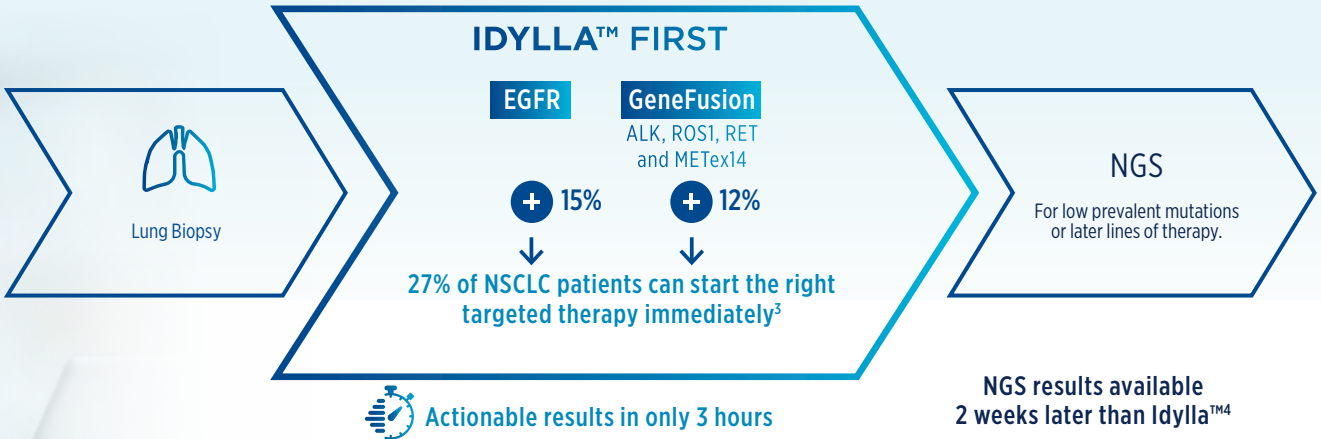 Lung Biopsy
IDYLLA™ FIRST
EGFR
GeneFusion
ALK, ROS1, RET
and METex14
+ 15%
+ 12%
27% of NSCLC patients can start the right
targeted therapy immediately³
Actionable results in only 3 hours
NGS
For low prevalent mutations
or later lines of therapy.
NGS results available
2 weeks later than Idylla™⁴